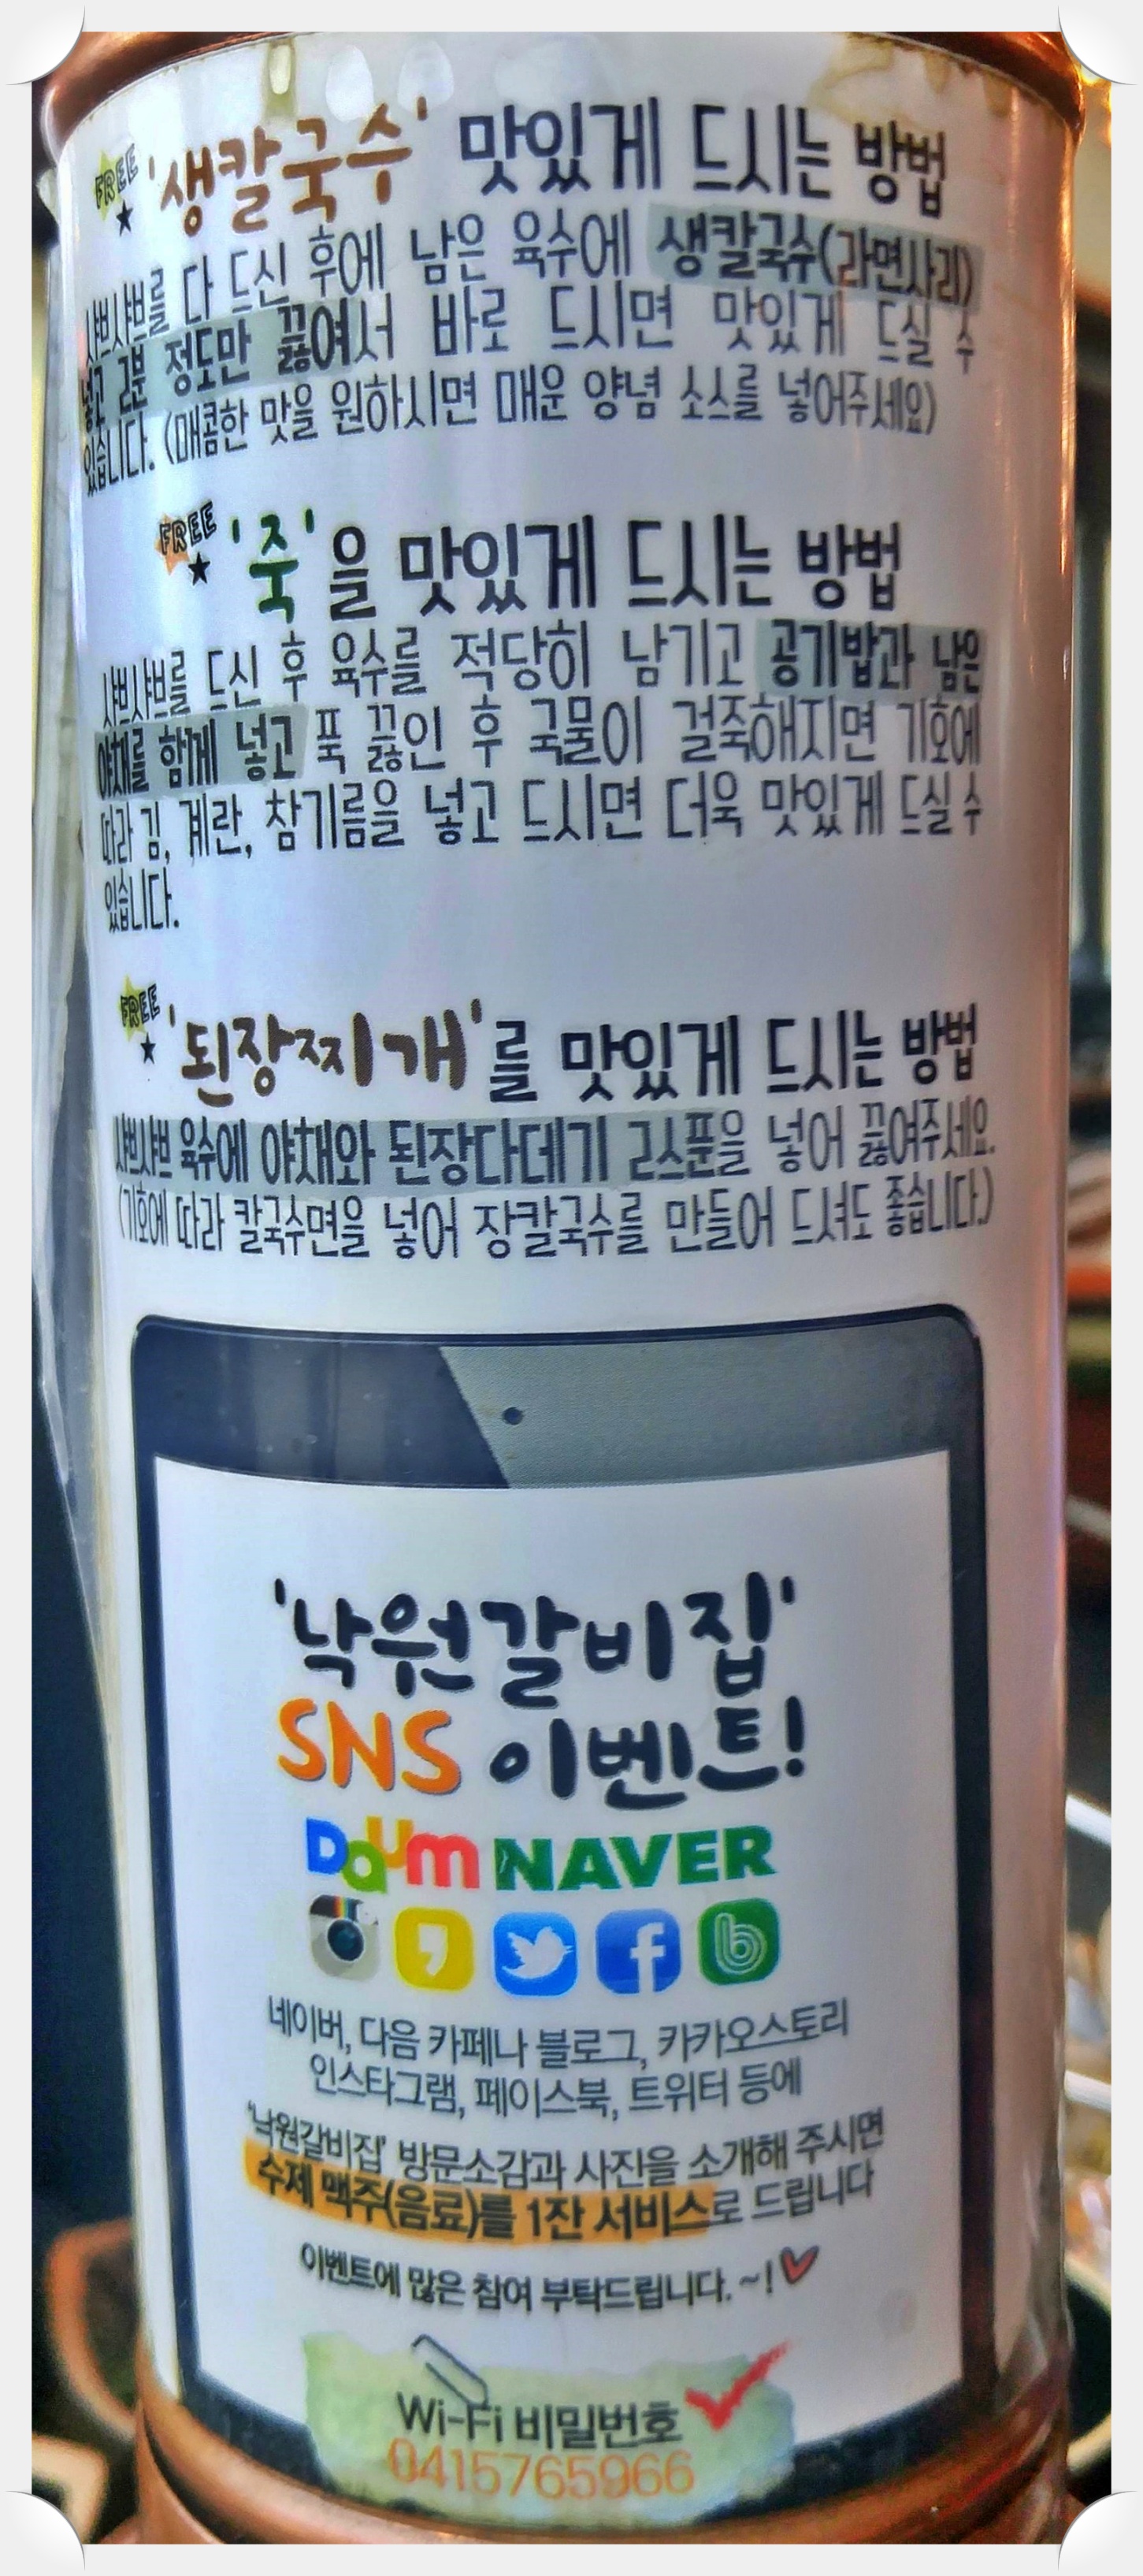 FREE '생칼국수' 맛있게 드시는 방법
샤브샤브를 다 드신 후에 남은 육수에 생칼국수(라면사리)
넣고 2분 정도만 끓여서 바로 드시면 맛있게 드실 수
있습니다. (매콤한 맛을 원하시면 매운 양념 소스를 넣어주세요)
FREE '죽'을 맛있게 드시는 방법
샤브샤브를 드신 후 육수를 적당히 남기고 공기밥과 남은
야채를 함께 넣고 푹 끓인 후 국물이 걸죽해지면 기호에
따라 김, 계란, 참기름을 넣고 드시면 더욱 맛있게 드실 수
있습니다.
FREE '된장찌개'를 맛있게 드시는 방법
샤브샤브 육수에 야채와 된장다데기 2스푼을 넣어 끓여주세요.
(기호에 따라 칼국수면을 넣어 장칼국수를 만들어 드셔도 좋습니다.)
'낙원갈비집'
SNS 이벤트!
Daum NAVER
네이버, 다음 카페나 블로그, 카카오스토리
인스타그램, 페이스북, 트위터 등에
'낙원갈비집' 방문소감과 사진을 소개해 주시면
수제 맥주(음료)를 1잔 서비스로 드립니다
이벤트에 많은 참여 부탁드립니다. ~!
Wi-Fi 비밀번호
0415765966